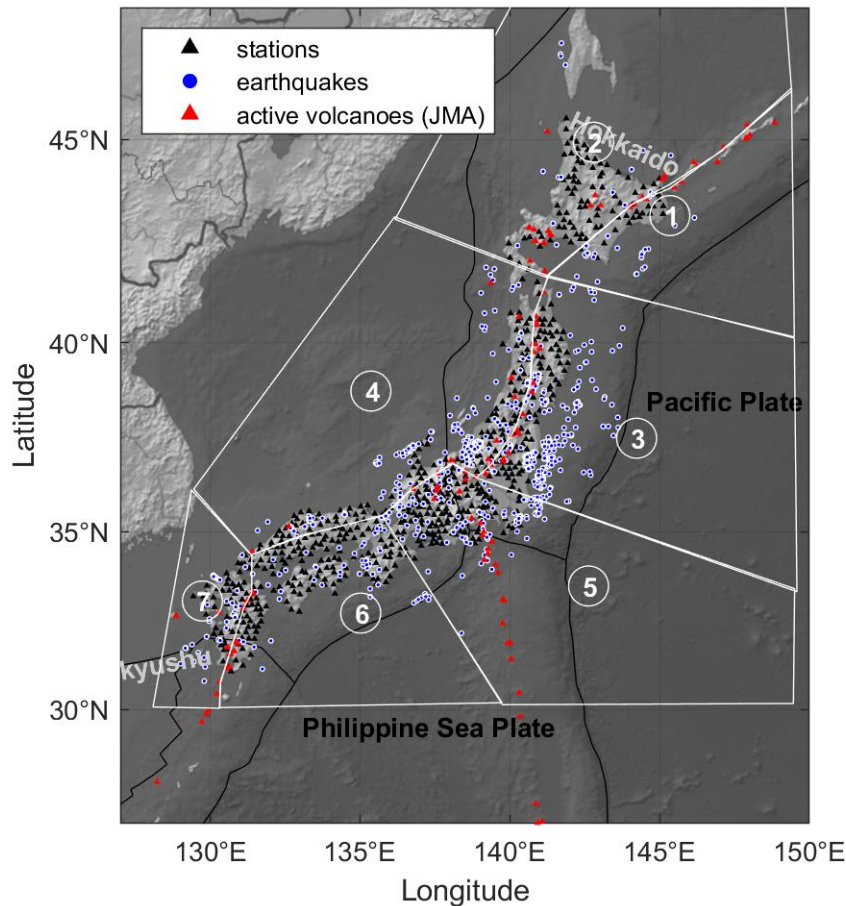 stations
earthquakes
active volcanoes (JMA)
45°N
40°N
35°N
30°N
Latitude
Hokkaido
2
1
4
Pacific Plate
3
5
7
6
kyushu
Philippine Sea Plate
130°E
135°E
140°E
145°E
150°E
Longitude